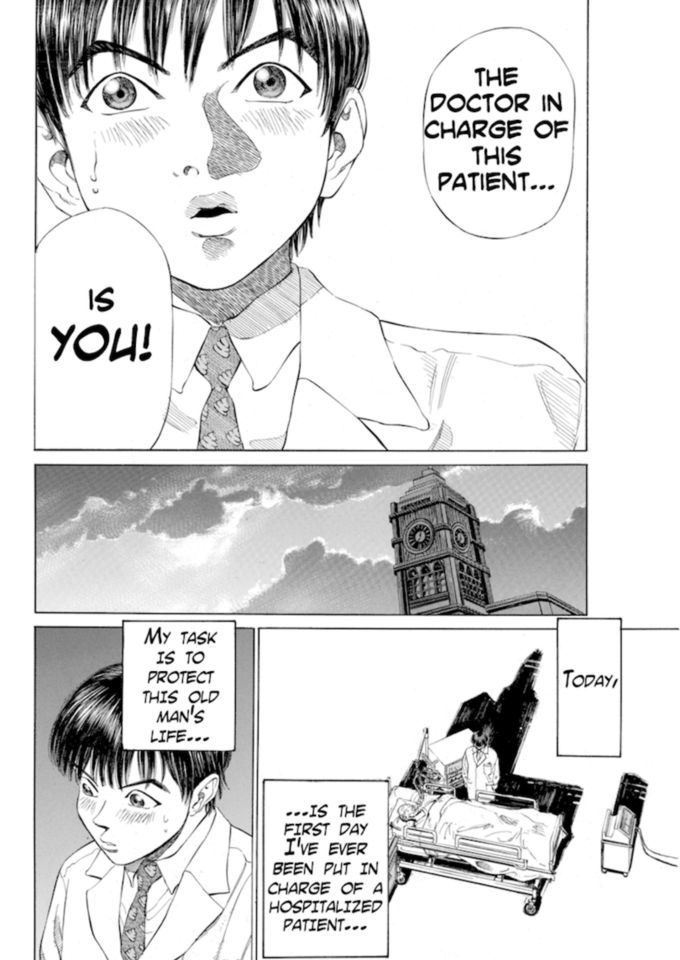 THE
DOCTOR IN
CHARGE OF
THIS
PATIENT...
IS
YOU!
TODAY,
...IS THE
FIRST DAY
I'VE EVER
BEEN PUT IN
CHARGE OF A
HOSPITALIZED
PATIENT...
MY TASK
IS TO
PROTECT
THIS OLD
MAN'S
LIFE...